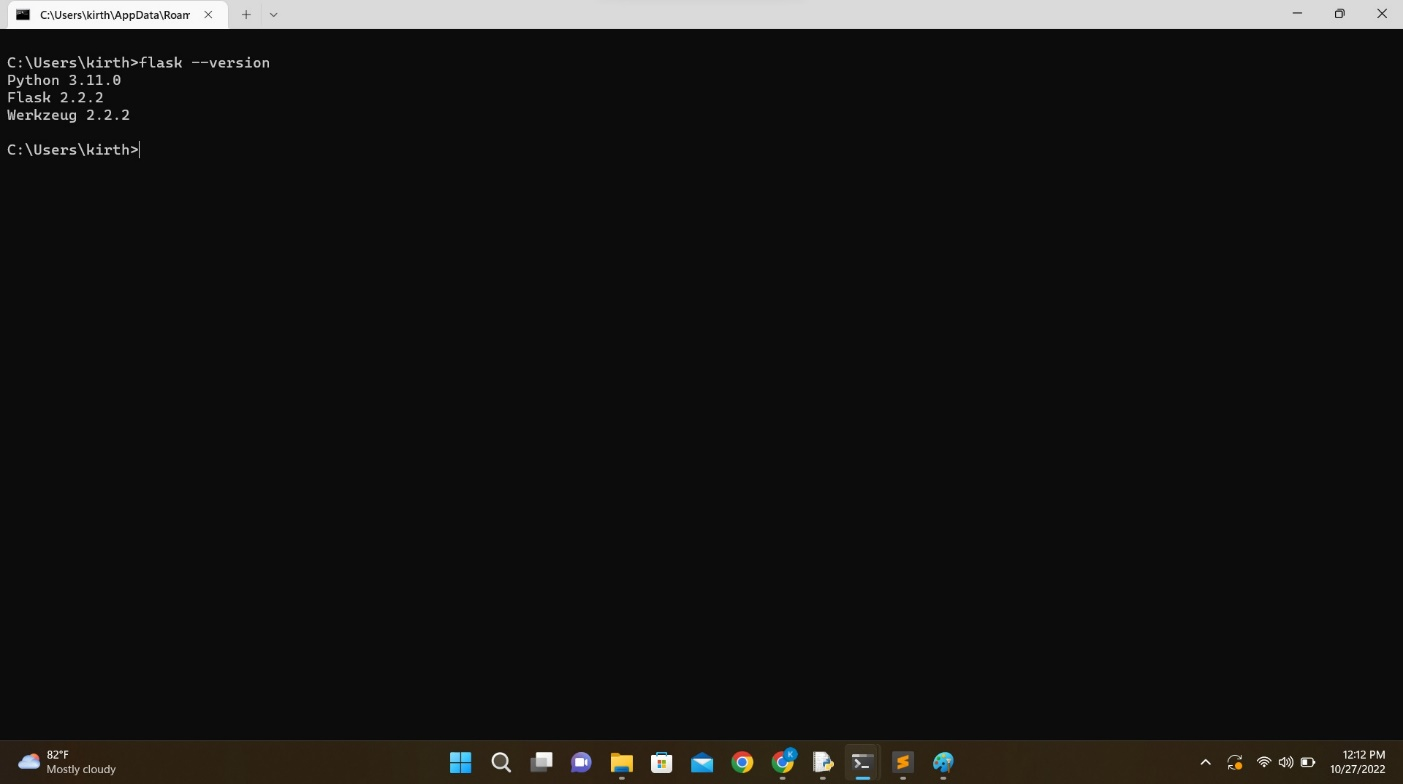 C:\Users\kirth\AppData\Roam
C:\Users\kirth>flask --version
Python 3.11.0
Flask 2.2.2
Werkzeug 2.2.2
C:\Users\kirth>
82°F
Mostly cloudy
K
12:12 PM
10/27/2022